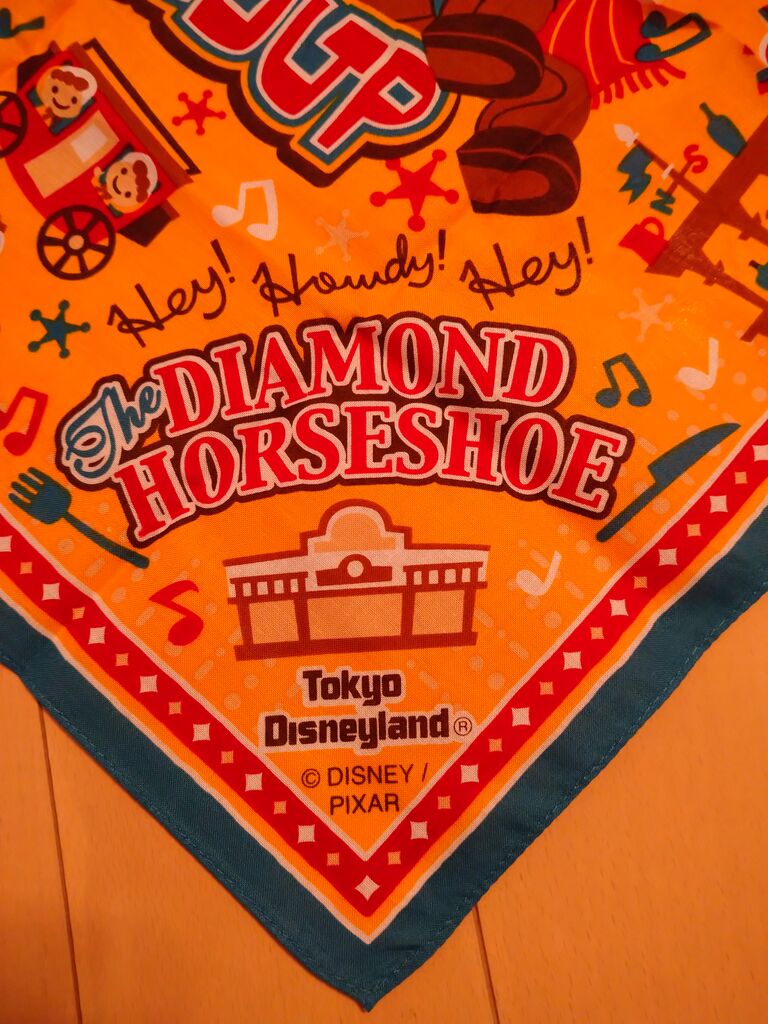 Hey! Howdy! Hey!
The DIAMOND
HORSESHOE
Tokyo
Disneyland®
© DISNEY /
PIXAR